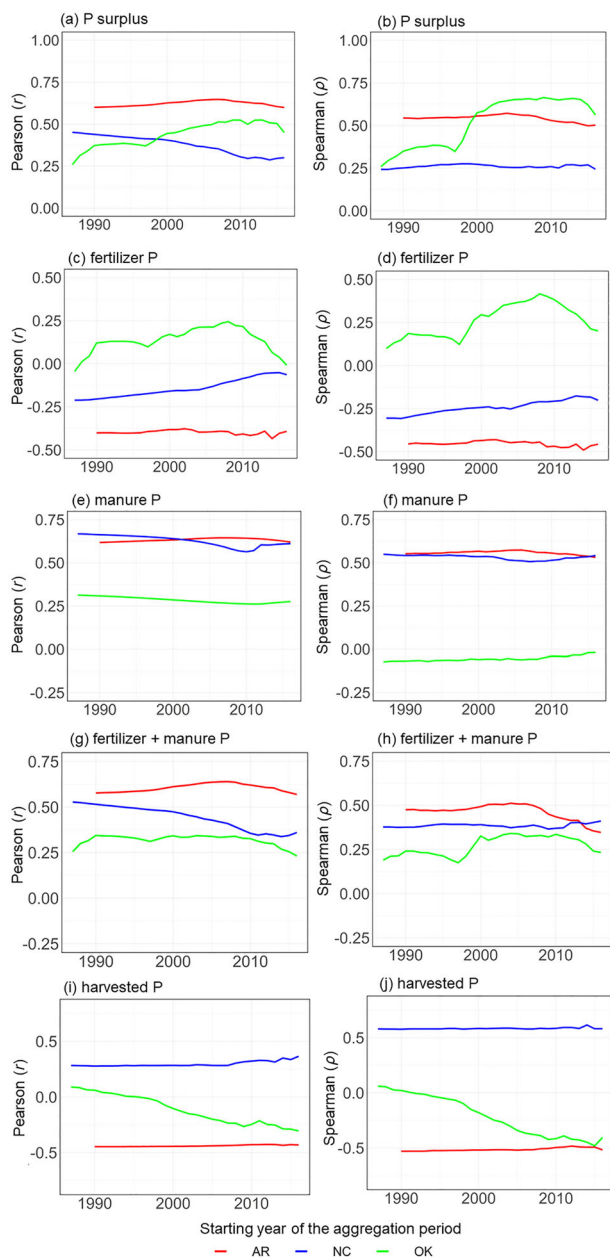 (a) P surplus
(b) P surplus
1.00
0.75
0.50
0.25
0.00
Pearson (r)
1990 2000 2010
1.00
0.75
0.50
0.25
0.00
Spearman (ρ)
1990 2000 2010
(c) fertilizer P
(d) fertilizer P
0.50
0.25
0.00
-0.25
-0.50
Pearson (r)
1990 2000 2010
0.50
0.25
0.00
-0.25
-0.50
Spearman (ρ)
1990 2000 2010
(e) manure P
(f) manure P
0.75
0.50
0.25
0.00
-0.25
Pearson (r)
1990 2000 2010
0.75
0.50
0.25
0.00
-0.25
Spearman (ρ)
1990 2000 2010
(g) fertilizer + manure P
(h) fertilizer + manure P
0.75
0.50
0.25
0.00
-0.25
Pearson (r)
1990 2000 2010
0.75
0.50
0.25
0.00
-0.25
Spearman (ρ)
1990 2000 2010
(i) harvested P
(j) harvested P
0.5
0.0
-0.5
Pearson (r)
1990 2000 2010
0.5
0.0
-0.5
Spearman (ρ)
1990 2000 2010
Starting year of the aggregation period
AR NC OK